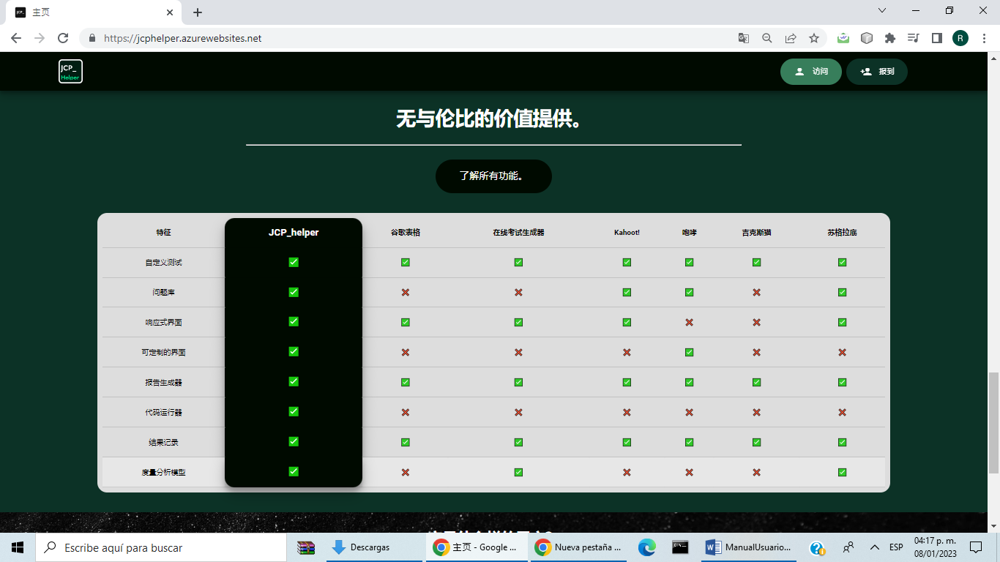 主页
https://jcphelper.azurewebsites.net
R
JCP_
Helper
访问
报到
无与伦比的价值提供。
了解所有功能。
特征 JCP_helper 谷歌表格 在线考试生成器 Kahoot! 咆哮 吉克斯猫 苏格拉底
自定义测试
问题库
响应式界面
可定制的界面
报告生成器
代码运行器
结果记录
度量分析模型
Escribe aquí para buscar
Descargas
主页 - Google ...
Nueva pestaña ...
ManualUsuario...
ESP
04:17 p. m.
08/01/2023